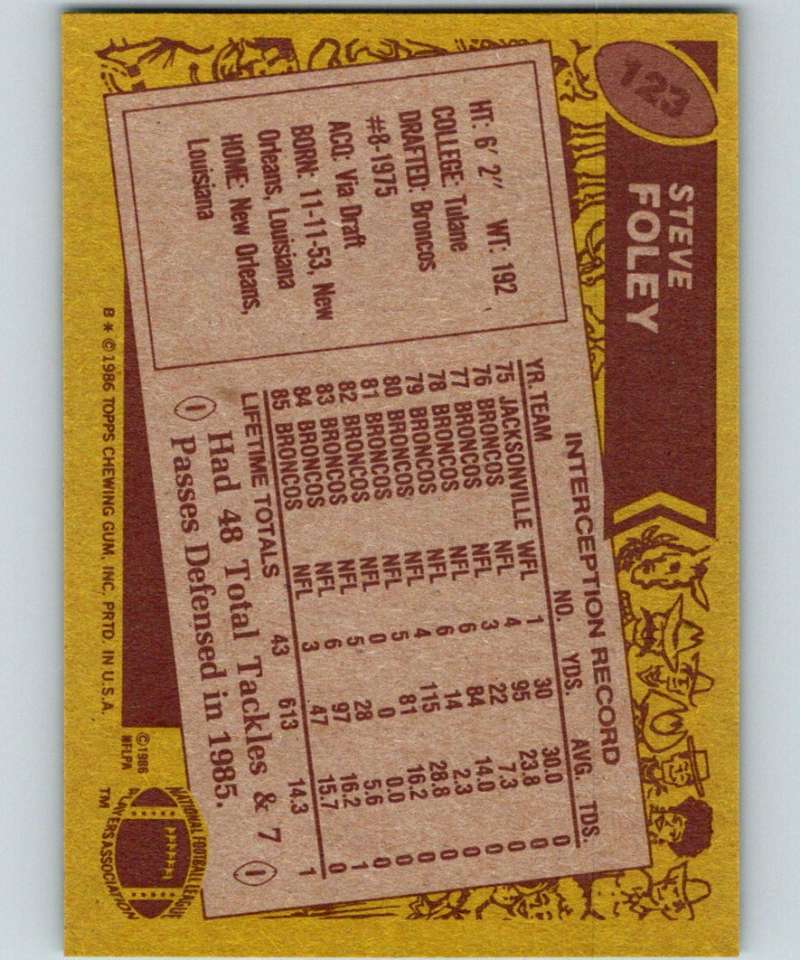 123
STEVE
FOLEY
HT: 6' 2" WT: 192
COLLEGE: Tulane
DRAFTED: Broncos
#8-1975
ACQ: Via Draft
BORN: 11-11-53, New
Orleans, Louisiana
HOME: New Orleans,
Louisiana
INTERCEPTION RECORD
YR. TEAM NO. YDS. AVG. TDS.
75 JACKSONVILLE WFL 1 30 30.0 0
76 BRONCOS NFL 4 95 23.8 0
77 BRONCOS NFL 3 22 7.3 0
78 BRONCOS NFL 6 84 14.0 0
79 BRONCOS NFL 6 14 2.3 0
80 BRONCOS NFL 4 115 28.8 0
81 BRONCOS NFL 5 81 16.2 0
82 BRONCOS NFL 0 0 0.0 0
83 BRONCOS NFL 5 28 5.6 0
84 BRONCOS NFL 6 97 16.2 1
85 BRONCOS NFL 3 47 15.7 0
LIFETIME TOTALS 43 613 14.3 1
Had 48 Total Tackles & 7
Passes Defensed in 1985.
B * © 1986 TOPPS CHEWING GUM, INC. PRTD. IN U.S.A.
© 1986
NFLPA
NATIONAL FOOTBALL LEAGUE
PLAYERS ASSOCIATION
TM